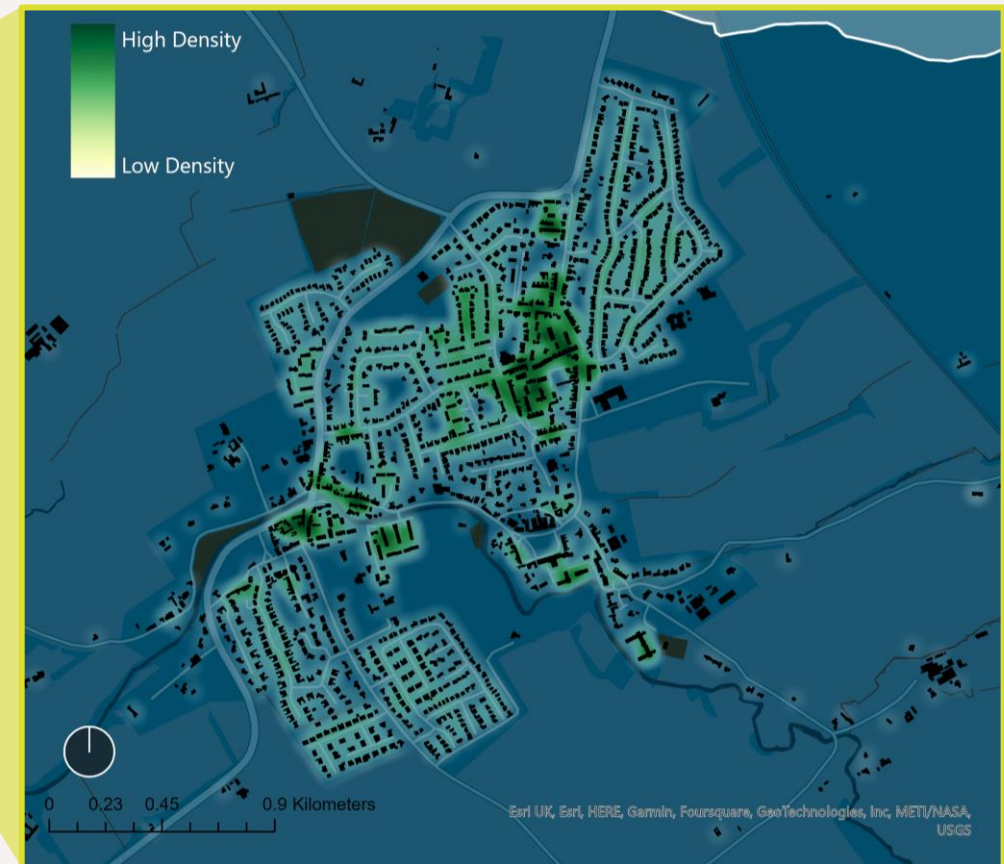 High Density
Low Density
0 0.23 0.45 0.9 Kilometers
Esri UK, Esri, HERE, Garmin, Foursquare, GeoTechnologies, Inc, METI/NASA,
USGS